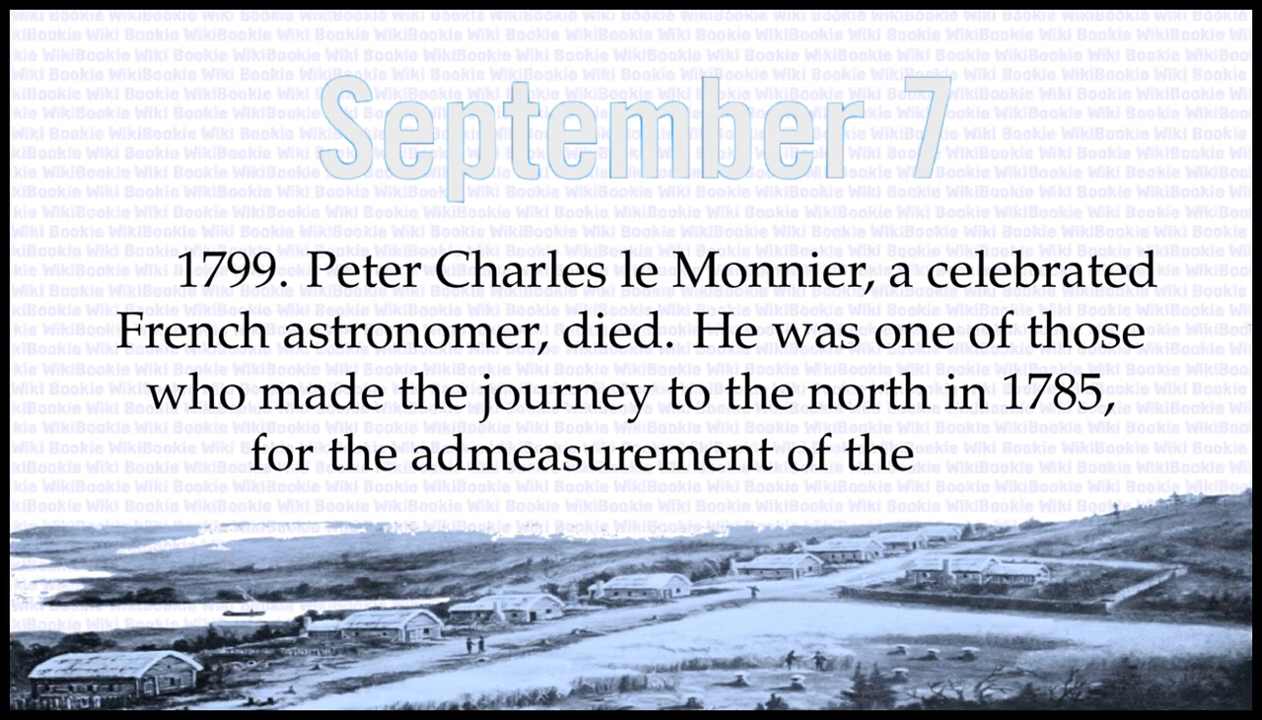 September 7
1799. Peter Charles le Monnier, a celebrated
French astronomer, died. He was one of those
who made the journey to the north in 1785,
for the admeasurement of the